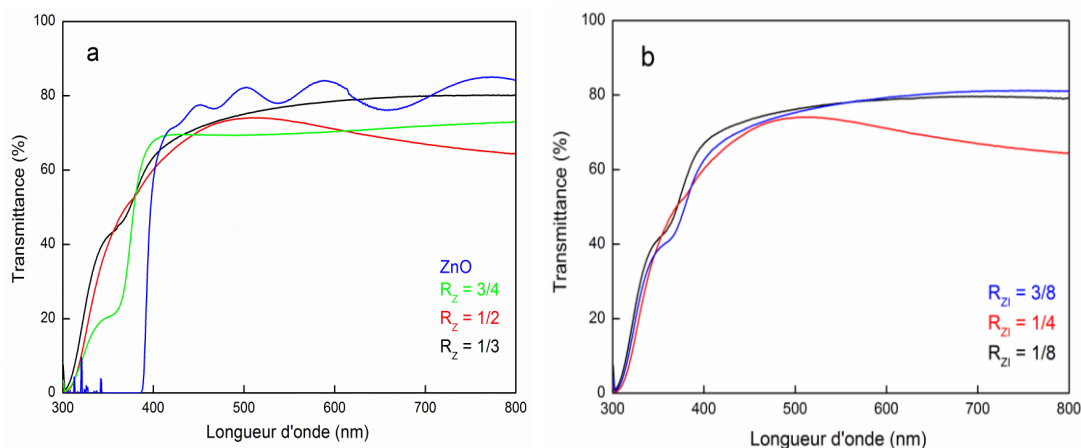 a
Transmittance (%)
100
80
60
40
20
0
ZnO
R_Z = 3/4
R_Z = 1/2
R_Z = 1/3
300 400 500 600 700 800
Longueur d'onde (nm)
b
Transmittance (%)
100
80
60
40
20
0
R_ZI = 3/8
R_ZI = 1/4
R_ZI = 1/8
300 400 500 600 700 800
Longueur d'onde (nm)